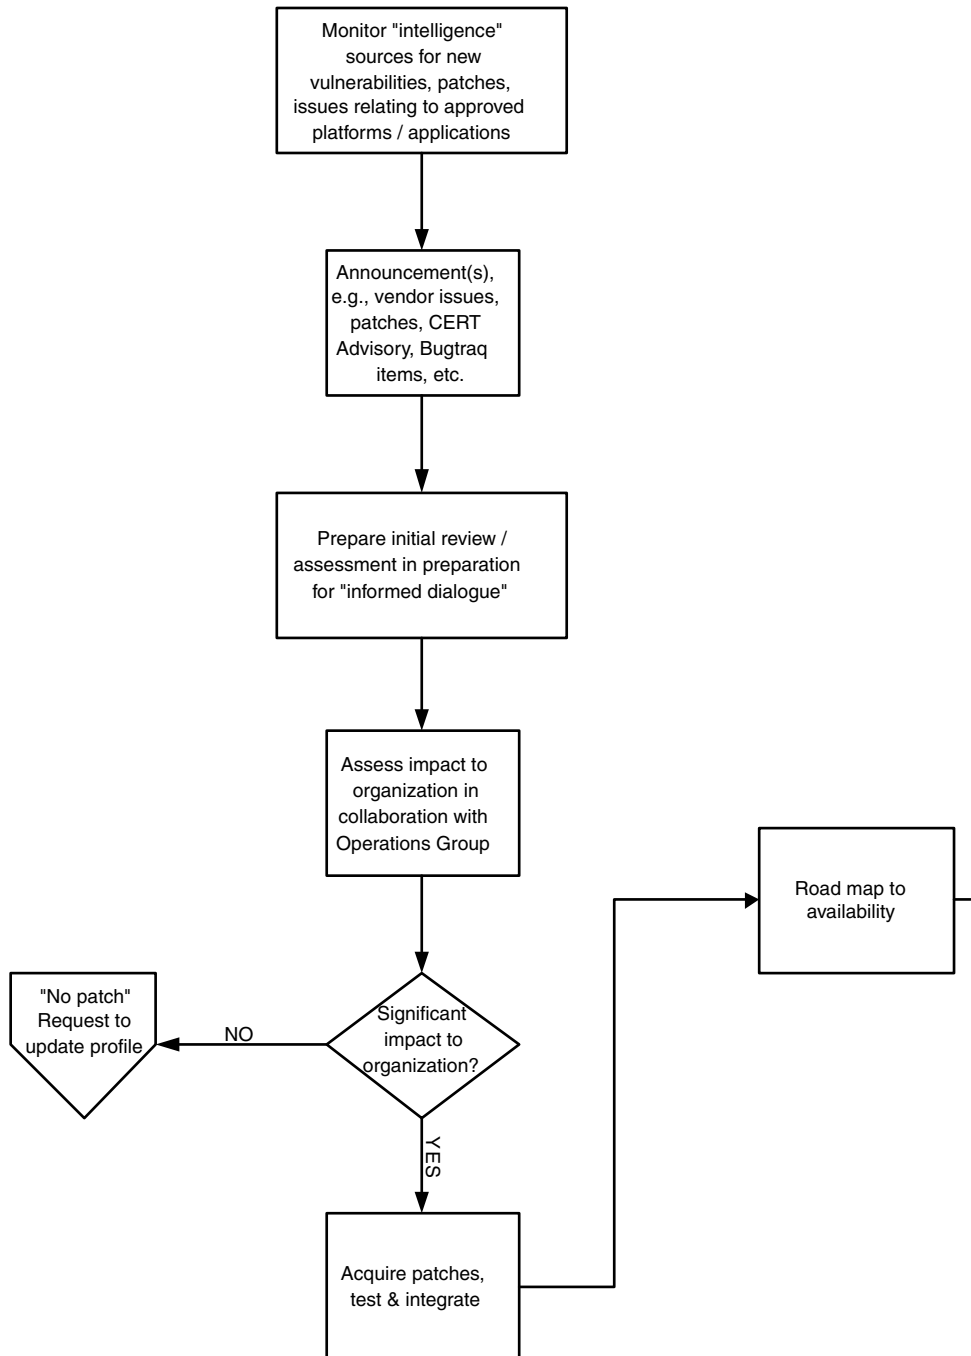 Monitor "intelligence"
sources for new
vulnerabilities, patches,
issues relating to approved
platforms / applications
Announcement(s),
e.g., vendor issues,
patches, CERT
Advisory, Bugtraq
items, etc.
Prepare initial review /
assessment in preparation
for "informed dialogue"
Assess impact to
organization in
collaboration with
Operations Group
Road map to
availability
"No patch"
Request to
update profile
NO
Significant
impact to
organization?
YES
Acquire patches,
test & integrate